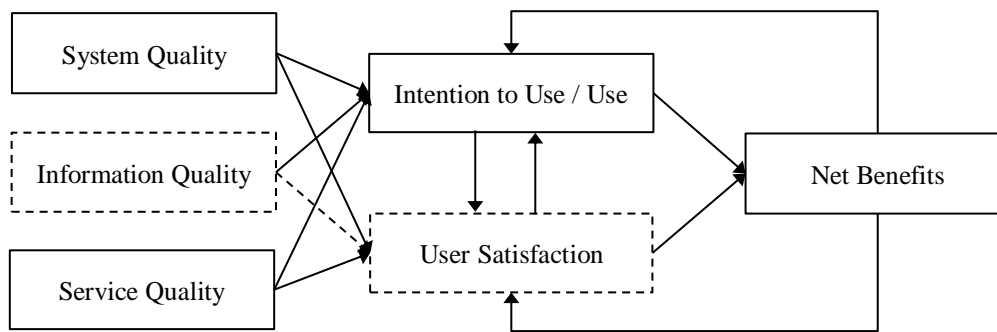 System Quality
Intention to Use / Use
Information Quality
Net Benefits
User Satisfaction
Service Quality